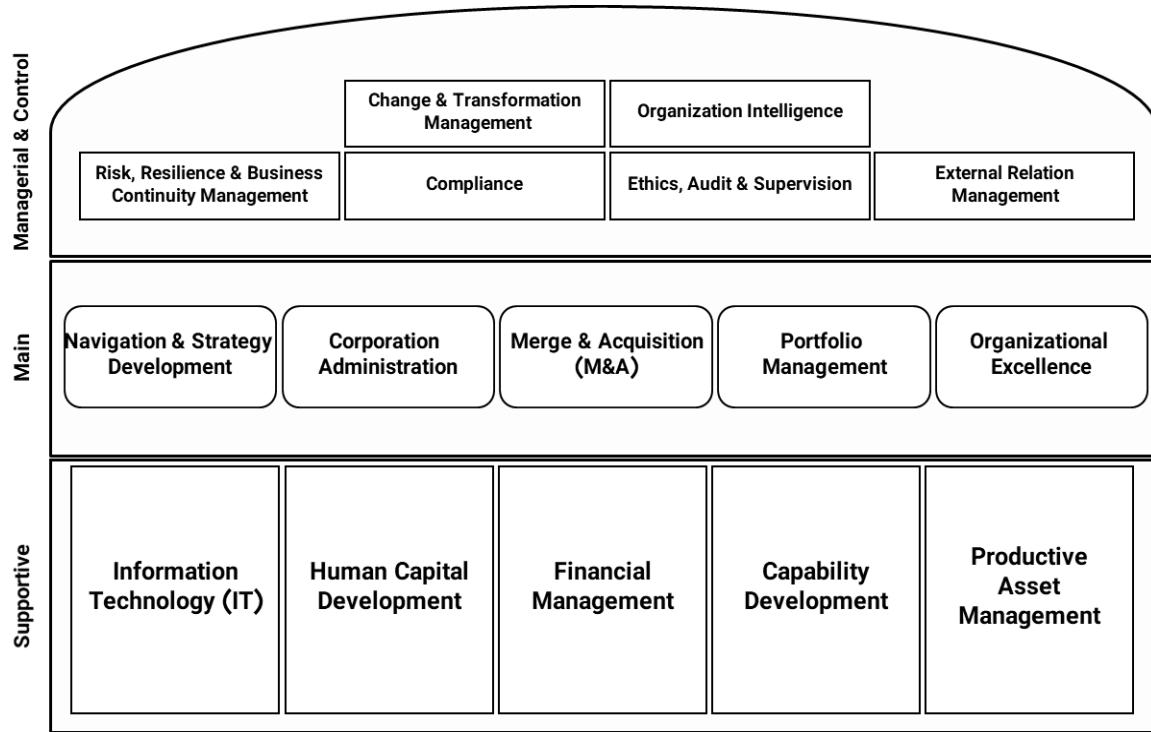 Managerial & Control
Change & Transformation
Management
Organization Intelligence
Risk, Resilience & Business
Continuity Management
Compliance
Ethics, Audit & Supervision
External Relation
Management
Main
Navigation & Strategy
Development
Corporation
Administration
Merge & Acquisition
(M&A)
Portfolio
Management
Organizational
Excellence
Supportive
Information
Technology (IT)
Human Capital
Development
Financial
Management
Capability
Development
Productive
Asset
Management